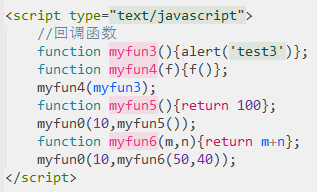 <script type="text/javascript">
//回调函数
function myfun3(){alert('test3')};
function myfun4(f){f()};
myfun4(myfun3);
function myfun5(){return 100};
myfun0(10,myfun5());
function myfun6(m,n){return m+n};
myfun0(10,myfun6(50,40));
</script>